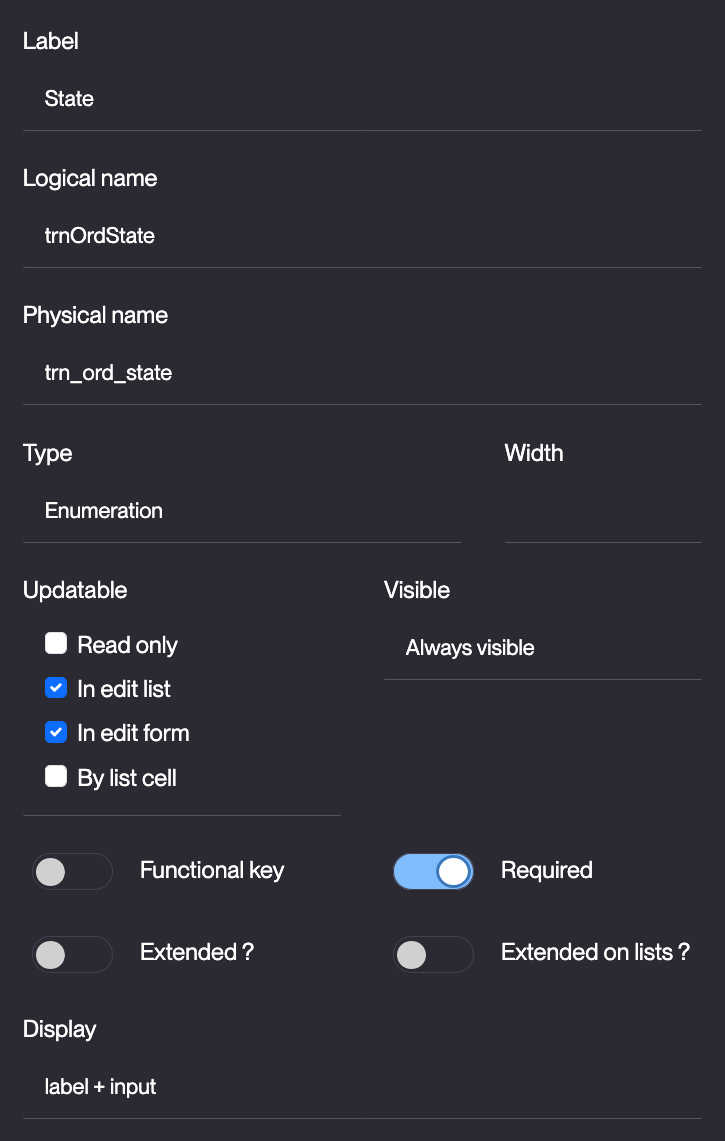 Label
State
Logical name
trnOrdState
Physical name
trn_ord_state
Type
Width
Enumeration
Updatable
Visible
Read only
Always visible
In edit list
In edit form
By list cell
Functional key
Required
Extended ?
Extended on lists ?
Display
label + input